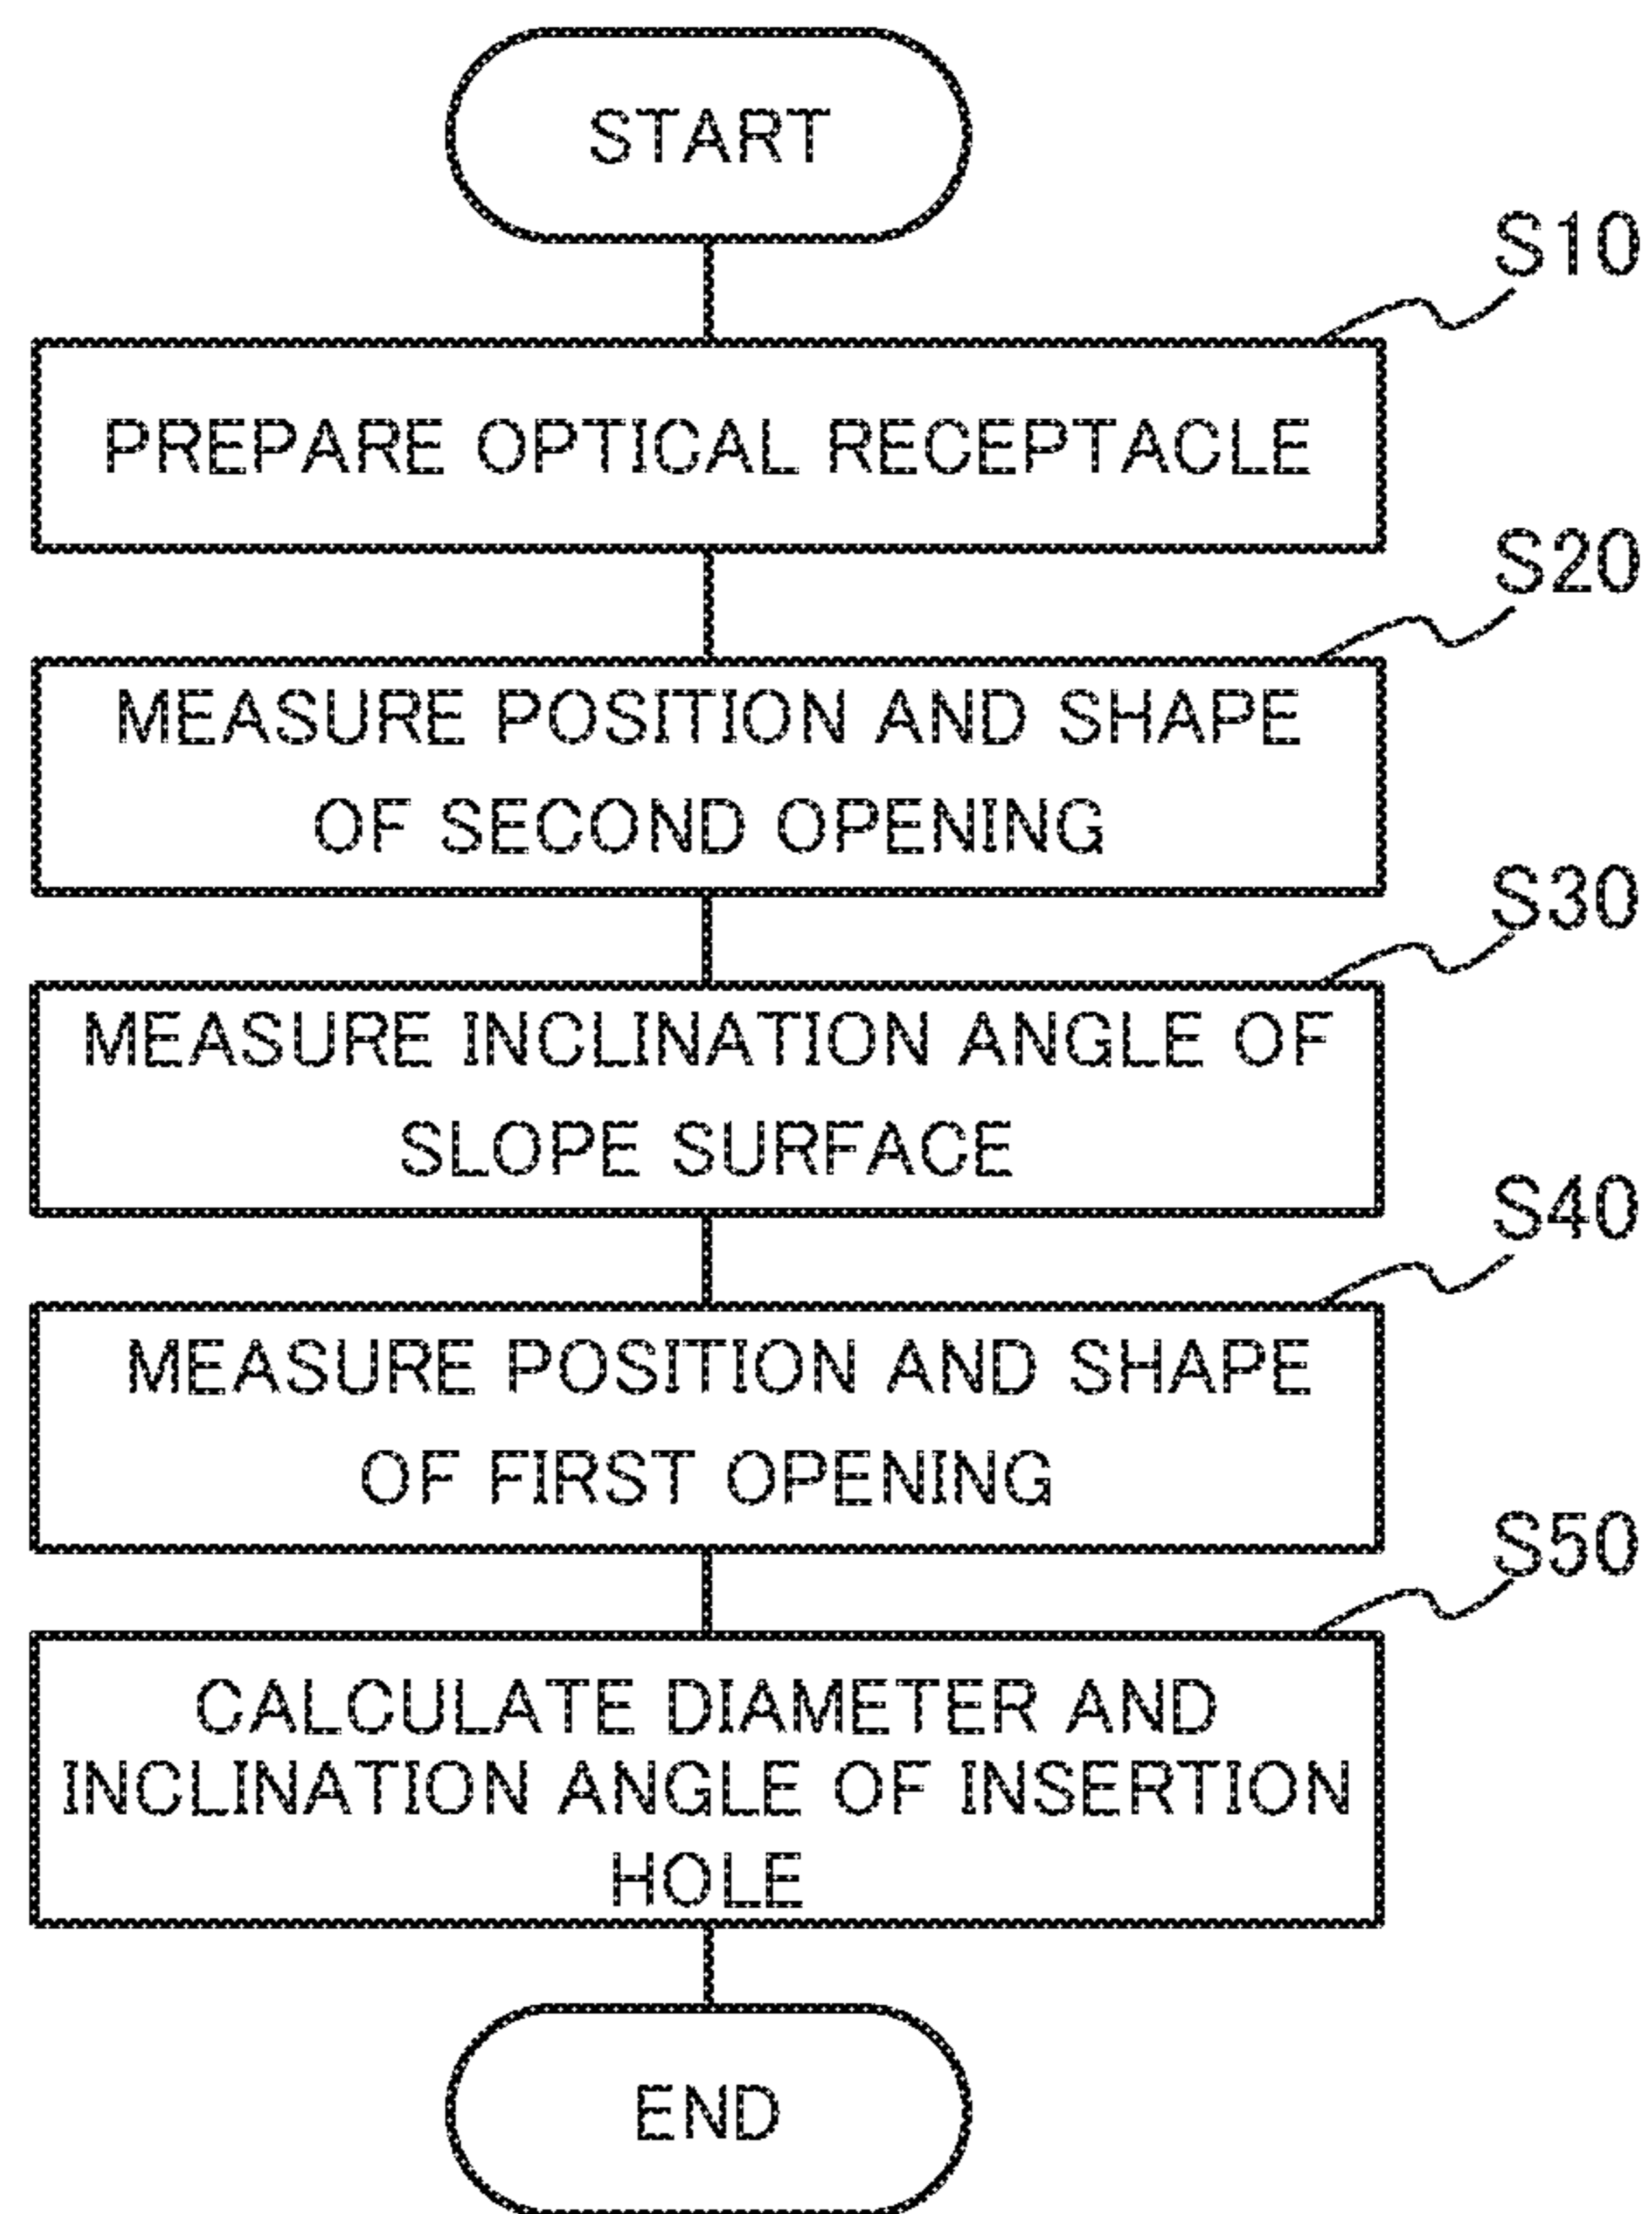 START
S10
PREPARE OPTICAL RECEPTACLE
S20
MEASURE POSITION AND SHAPE
OF SECOND OPENING
S30
MEASURE INCLINATION ANGLE OF
SLOPE SURFACE
S40
MEASURE POSITION AND SHAPE
OF FIRST OPENING
S50
CALCULATE DIAMETER AND
INCLINATION ANGLE OF INSERTION
HOLE
END